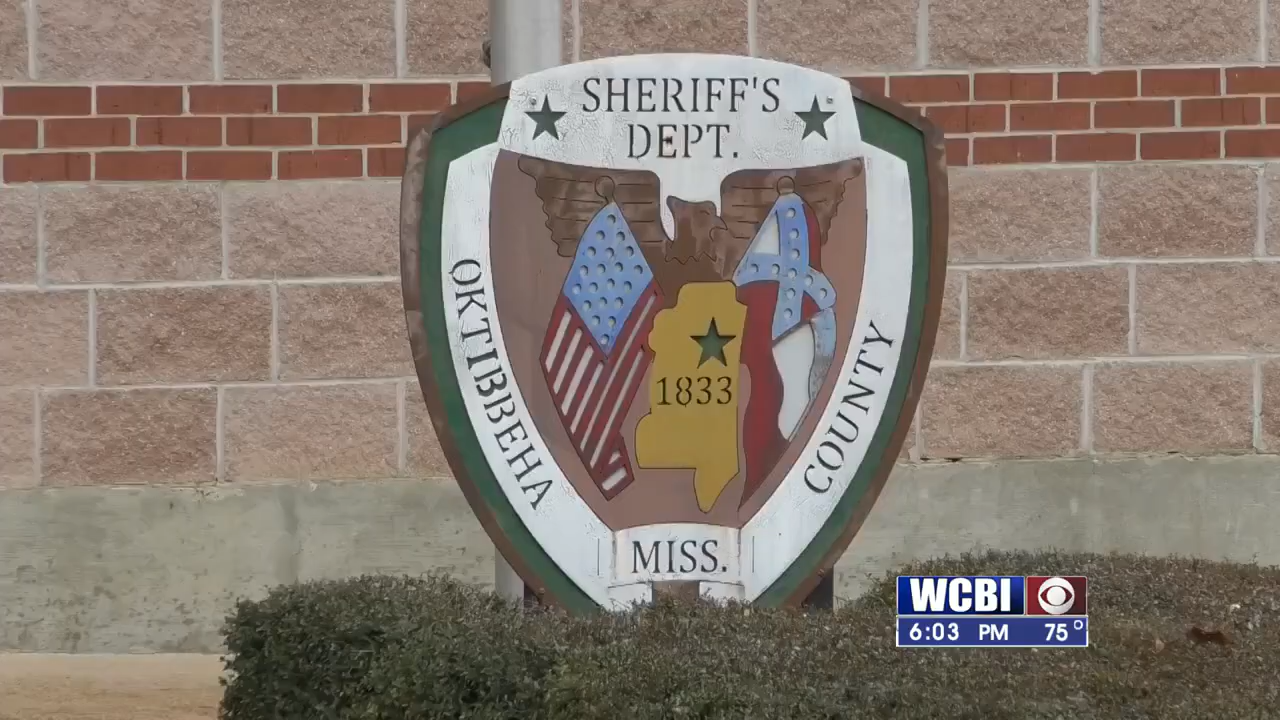 SHERIFF'S
DEPT.
OKTIBBEHA
COUNTY
1833
MISS.
WCBI
6:03 PM 75°